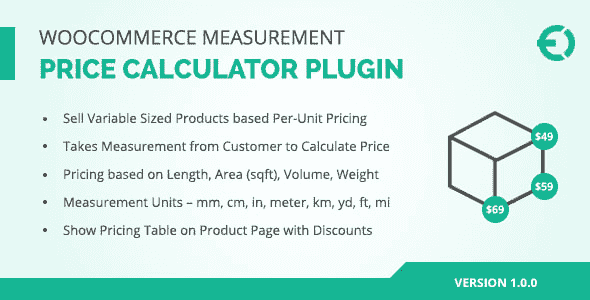 WOOCOMMERCE MEASUREMENT
PRICE CALCULATOR PLUGIN
• Sell Variable Sized Products based Per-Unit Pricing
• Takes Measurement from Customer to Calculate Price
• Pricing based on Length, Area (sqft), Volume, Weight
• Measurement Units – mm, cm, in, meter, km, yd, ft, mi
• Show Pricing Table on Product Page with Discounts
$49
$59
$69
VERSION 1.0.0